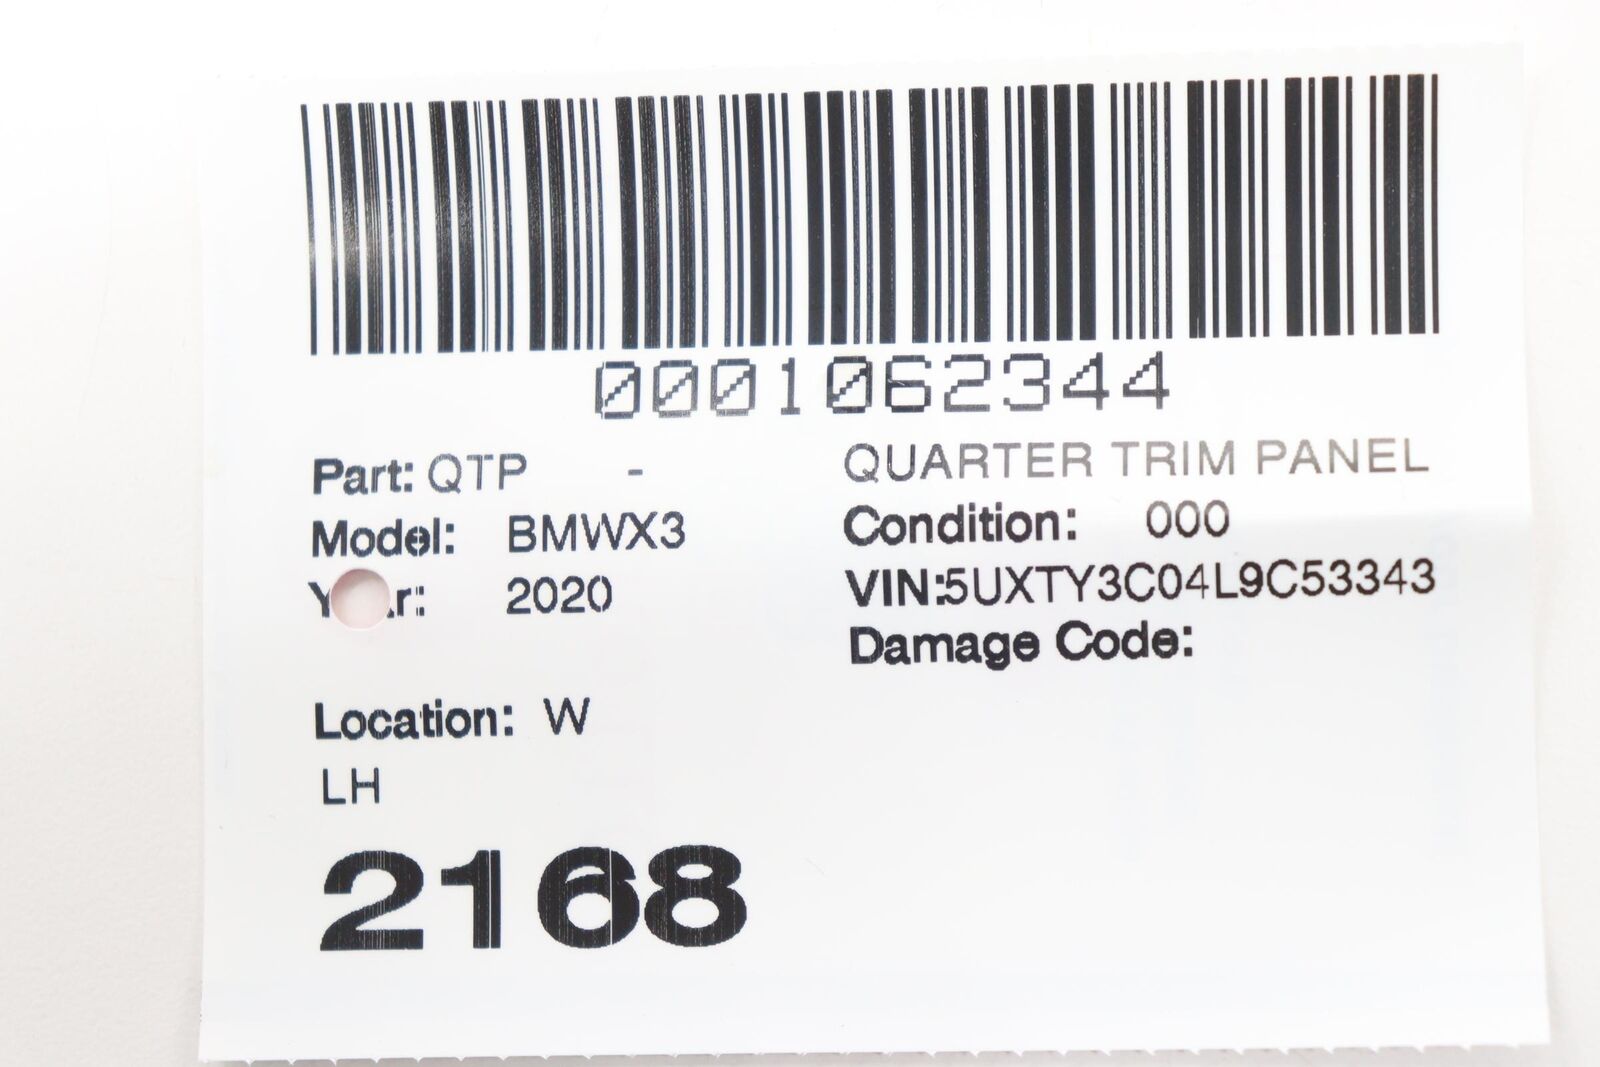 0001062344
Part: QTP - QUARTER TRIM PANEL
Model: BMWX3 Condition: 000
Year: 2020 VIN:5UXTY3C04L9C53343
Damage Code:
Location: W
LH
2168